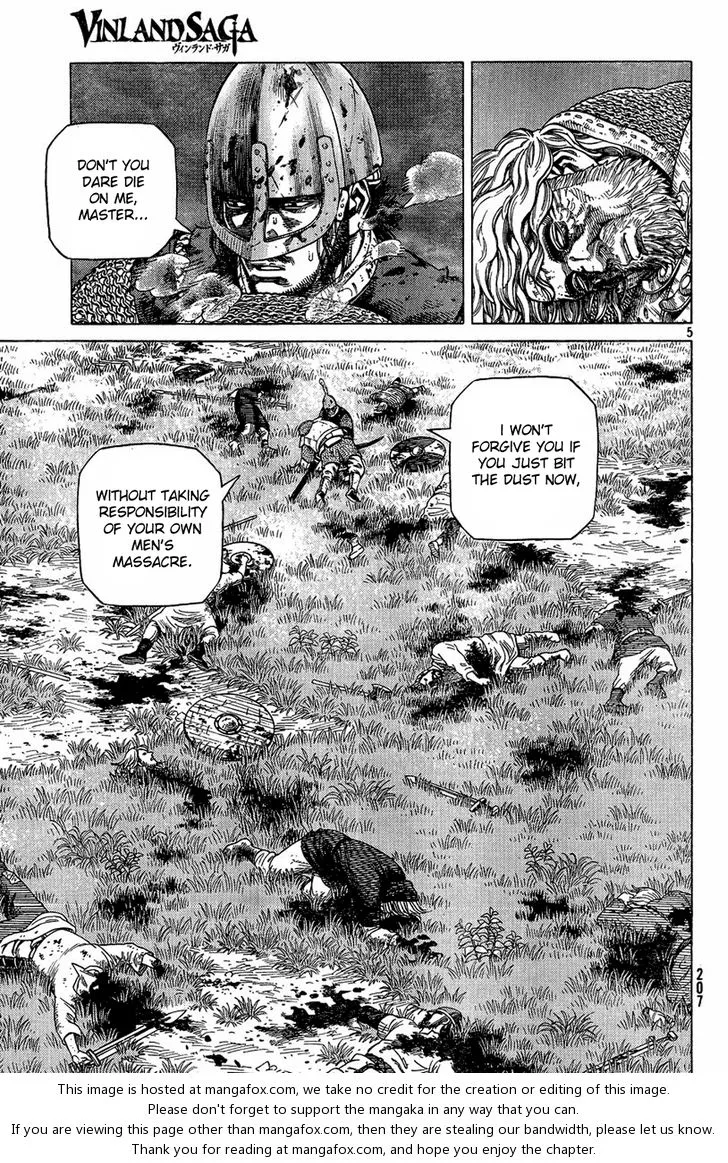 VINLAND SAGA
ヴィンランド・サガ
DON'T YOU
DARE DIE
ON ME,
MASTER...
5
I WON'T
FORGIVE YOU IF
YOU JUST BIT
THE DUST NOW,
WITHOUT TAKING
RESPONSIBILITY
OF YOUR OWN
MEN'S
MASSACRE.
207
This image is hosted at mangafox.com, we take no credit for the creation or editing of this image.
Please don't forget to support the mangaka in any way that you can.
If you are viewing this page other than mangafox.com, then they are stealing our bandwidth, please let us know.
Thank you for reading at mangafox.com, and hope you enjoy the chapter.